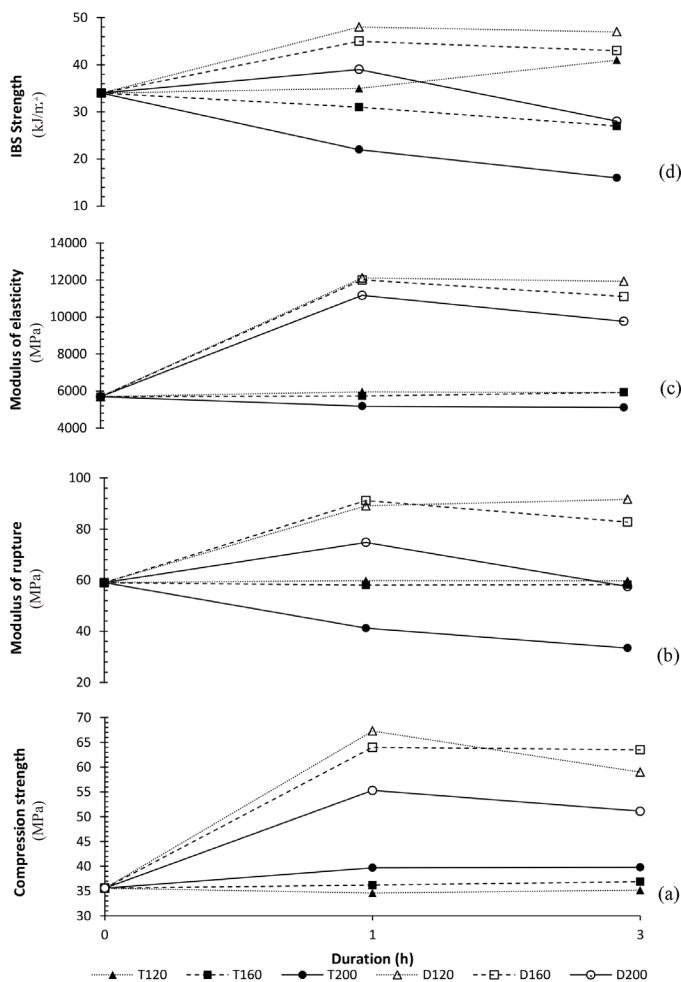 50
40
30
20
10
IBS Strength
(kJ/m²)
(d)
14000
12000
10000
8000
6000
4000
Modulus of elasticity
(MPa)
(c)
100
80
60
40
20
Modulus of rupture
(MPa)
(b)
70
65
60
55
50
45
40
35
30
Compression strength
(MPa)
(a)
0 1 3
Duration (h)
T120 T160 T200 D120 D160 D200